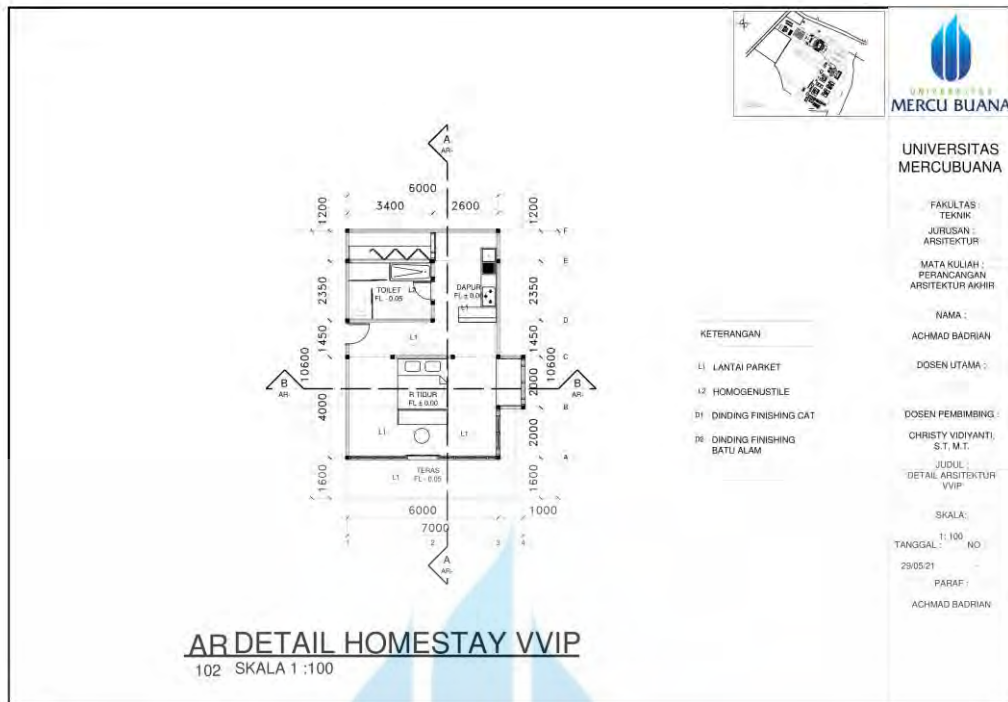 A
AR-
6000
3400 2600
1200 1200
F
E
2350 2350
TOILET
FL -0.05
L2
DAPUR
FL ± 0.00
L1
D
1450 1450
L1
C
10600 10600
B
AR-
B
AR-
2000
R.TIDUR
FL ± 0.00
B
4000
2000
L1 L1
A
1600 1600
TERAS
L1 FL - 0.05
6000 1000
7000
1 2 3 4
A
AR-
AR DETAIL HOMESTAY VVIP
102 SKALA 1 :100
KETERANGAN
L1 LANTAI PARKET
L2 HOMOGENUSTILE
D1 DINDING FINISHING CAT
DINDING FINISHING
BATU ALAM
UNIVERSITAS
MERCU BUANA
UNIVERSITAS
MERCUBUANA
FAKULTAS :
TEKNIK
JURUSAN :
ARSITEKTUR
MATA KULIAH :
PERANCANGAN
ARSITEKTUR AKHIR
NAMA :
ACHMAD BADRIAN
DOSEN UTAMA :
DOSEN PEMBIMBING :
CHRISTY VIDIYANTI,
S.T, M.T.
JUDUL :
DETAIL ARSITEKTUR
VVIP
SKALA:
1: 100
TANGGAL : NO :
29/05/21 -
PARAF :
ACHMAD BADRIAN